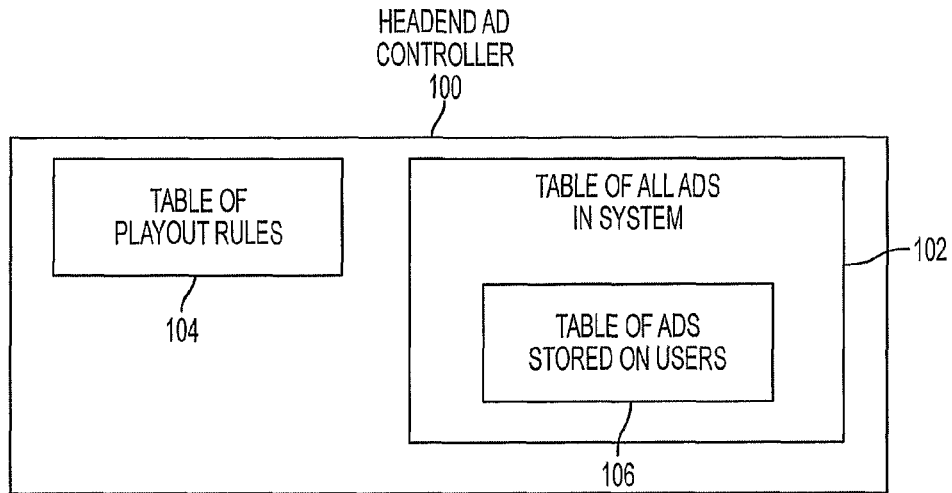 HEADEND AD
CONTROLLER
100
TABLE OF
PLAYOUT RULES
104
TABLE OF ALL ADS
IN SYSTEM
102
TABLE OF ADS
STORED ON USERS
106